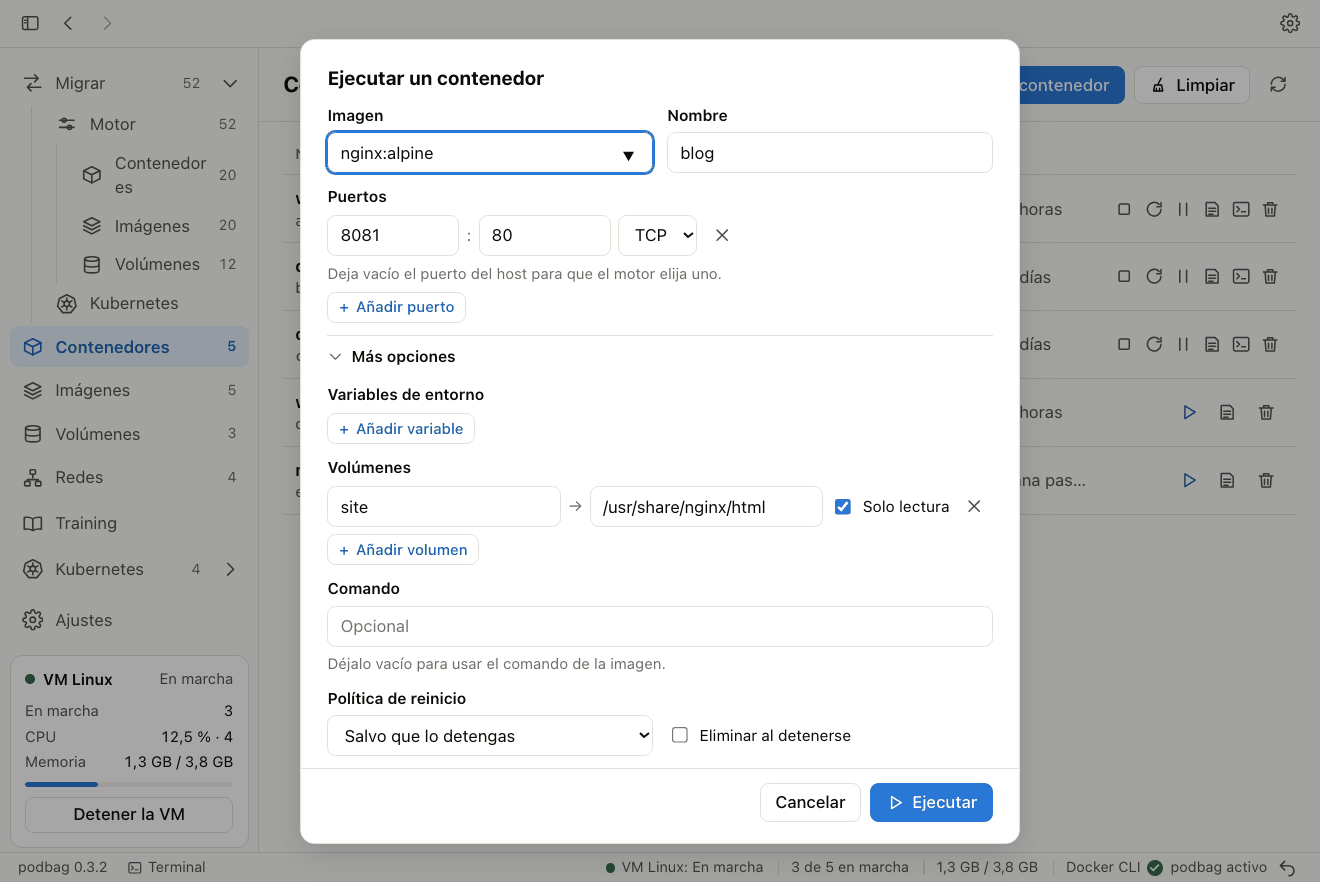 Migrar 52
Motor 52
Contenedor
es 20
Imágenes 20
Volúmenes 12
Kubernetes
Contenedores 5
Imágenes 5
Volúmenes 3
Redes 4
Training
Kubernetes 4
Ajustes
VM Linux En marcha
En marcha 3
CPU 12,5 % · 4
Memoria 1,3 GB / 3,8 GB
Detener la VM
contenedor
Limpiar
horas
días
días
horas
na pas...
Ejecutar un contenedor
Imagen Nombre
nginx:alpine blog
Puertos
8081 : 80 TCP
Deja vacío el puerto del host para que el motor elija uno.
+ Añadir puerto
Más opciones
Variables de entorno
+ Añadir variable
Volúmenes
site → /usr/share/nginx/html Solo lectura
+ Añadir volumen
Comando
Opcional
Déjalo vacío para usar el comando de la imagen.
Política de reinicio
Salvo que lo detengas Eliminar al detenerse
Cancelar Ejecutar
podbag 0.3.2 Terminal VM Linux: En marcha 3 de 5 en marcha 1,3 GB / 3,8 GB Docker CLI podbag activo